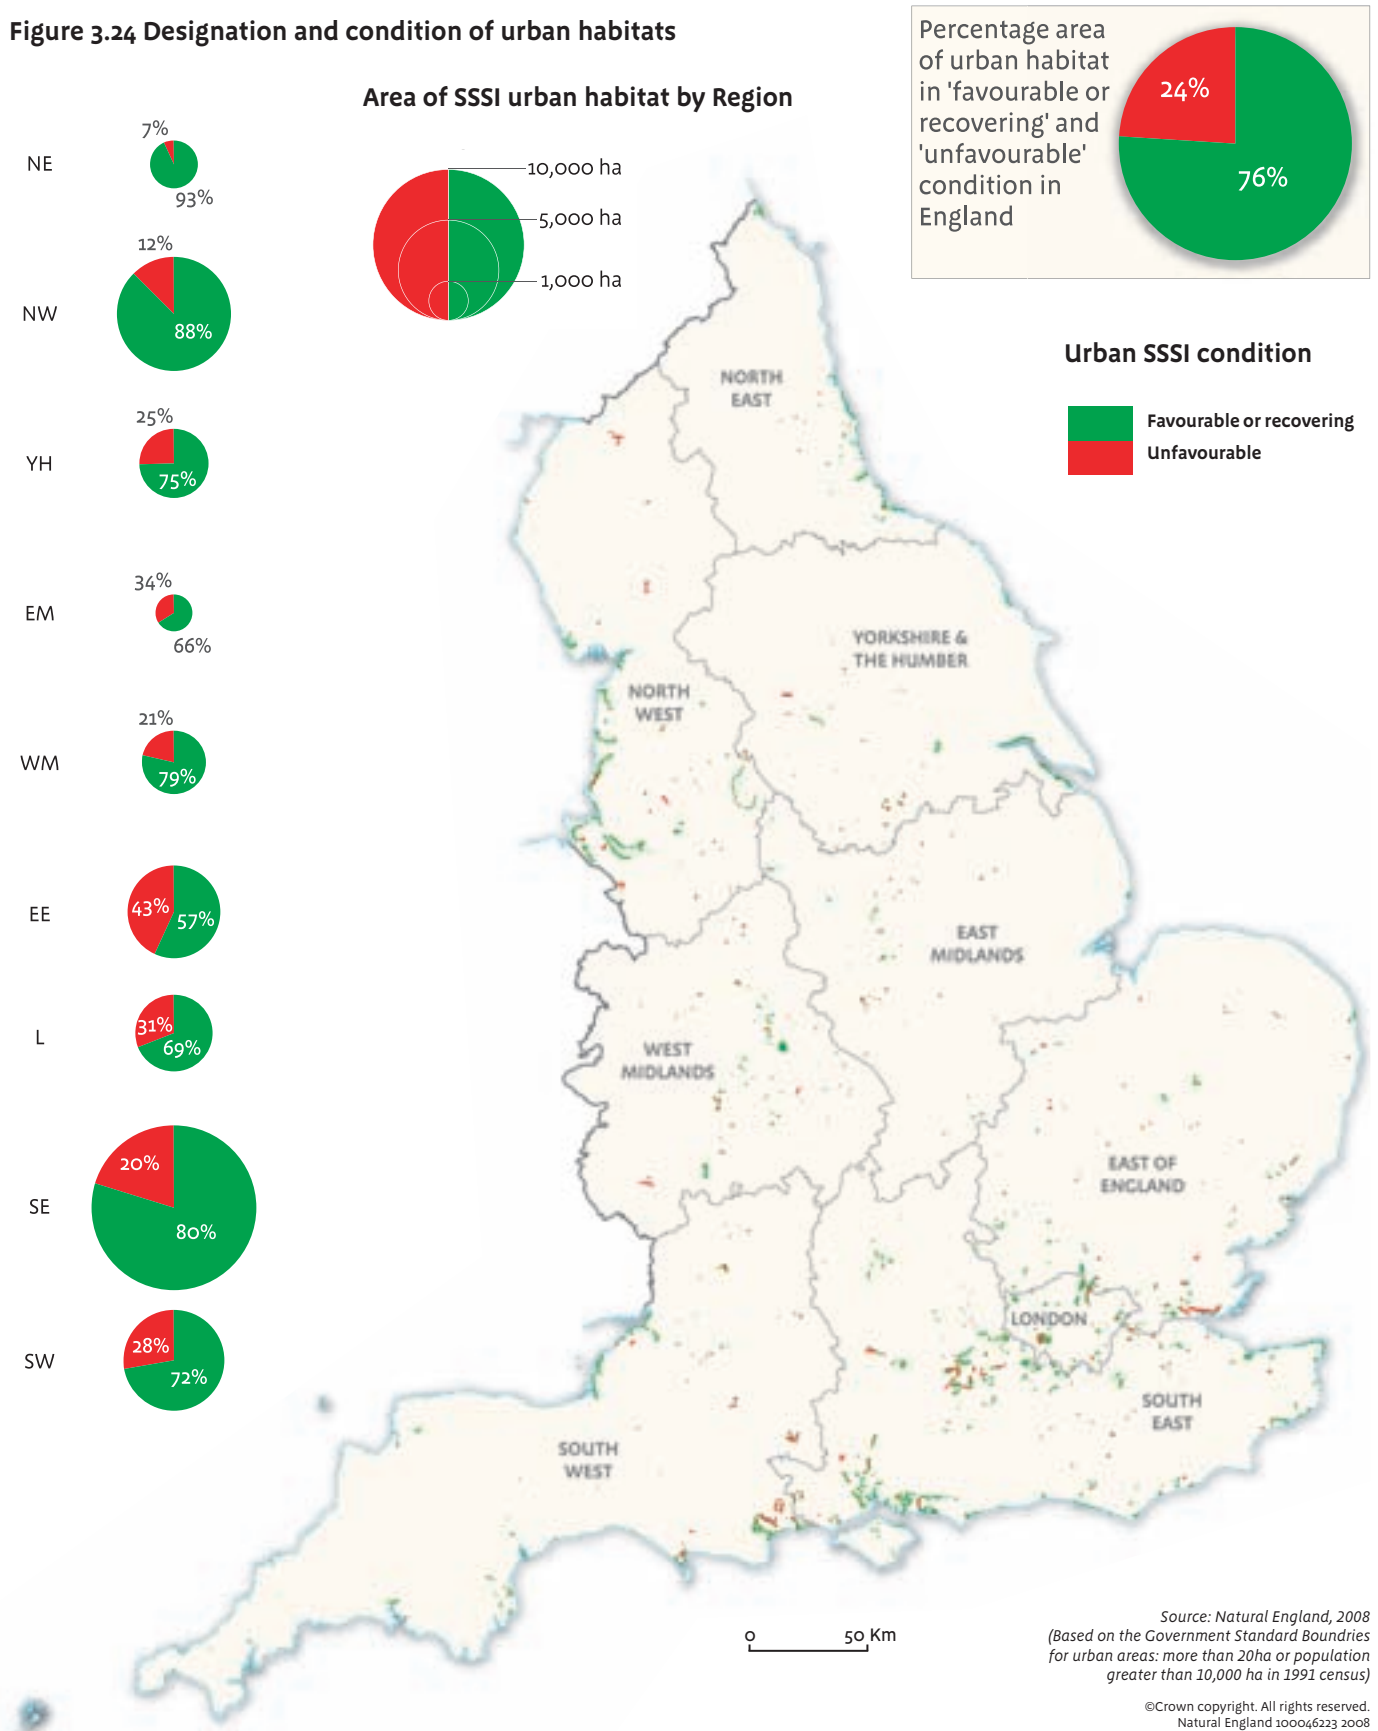 Figure 3.24 Designation and condition of urban habitats
Percentage area
of urban habitat
in 'favourable or
recovering' and
'unfavourable'
condition in
England
24%
76%
Area of SSSI urban habitat by Region
10,000 ha
5,000 ha
1,000 ha
Urban SSSI condition
Favourable or recovering
Unfavourable
NE
7%
93%
NW
12%
88%
YH
25%
75%
EM
34%
66%
WM
21%
79%
EE
43%
57%
L
31%
69%
SE
20%
80%
SW
28%
72%
NORTH
EAST
YORKSHIRE &
THE HUMBER
NORTH
WEST
EAST
MIDLANDS
WEST
MIDLANDS
EAST OF
ENGLAND
LONDON
SOUTH
EAST
SOUTH
WEST
0 50 Km
Source: Natural England, 2008
(Based on the Government Standard Boundries
for urban areas: more than 20ha or population
greater than 10,000 ha in 1991 census)
©Crown copyright. All rights reserved.
Natural England 100046223 2008